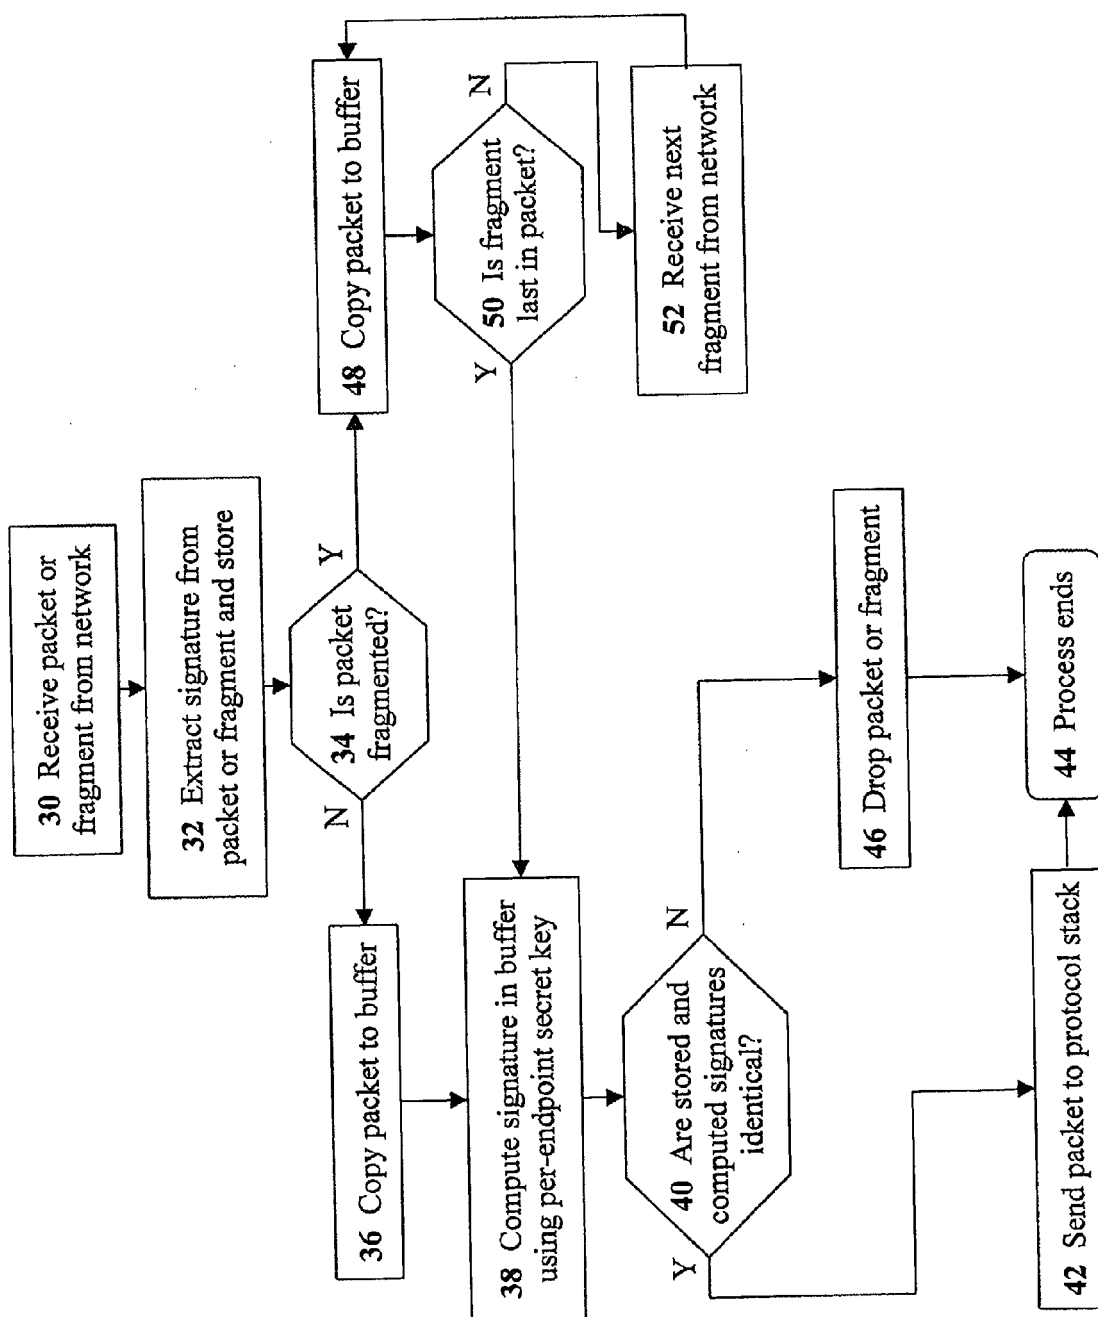 30 Receive packet or
fragment from network
32 Extract signature from
packet or fragment and store
34 Is packet
fragmented?
N
Y
36 Copy packet to buffer
48 Copy packet to buffer
50 Is fragment
last in packet?
Y
N
52 Receive next
fragment from network
38 Compute signature in buffer
using per-endpoint secret key
40 Are stored and
computed signatures
identical?
Y
N
46 Drop packet or fragment
42 Send packet to protocol stack
44 Process ends